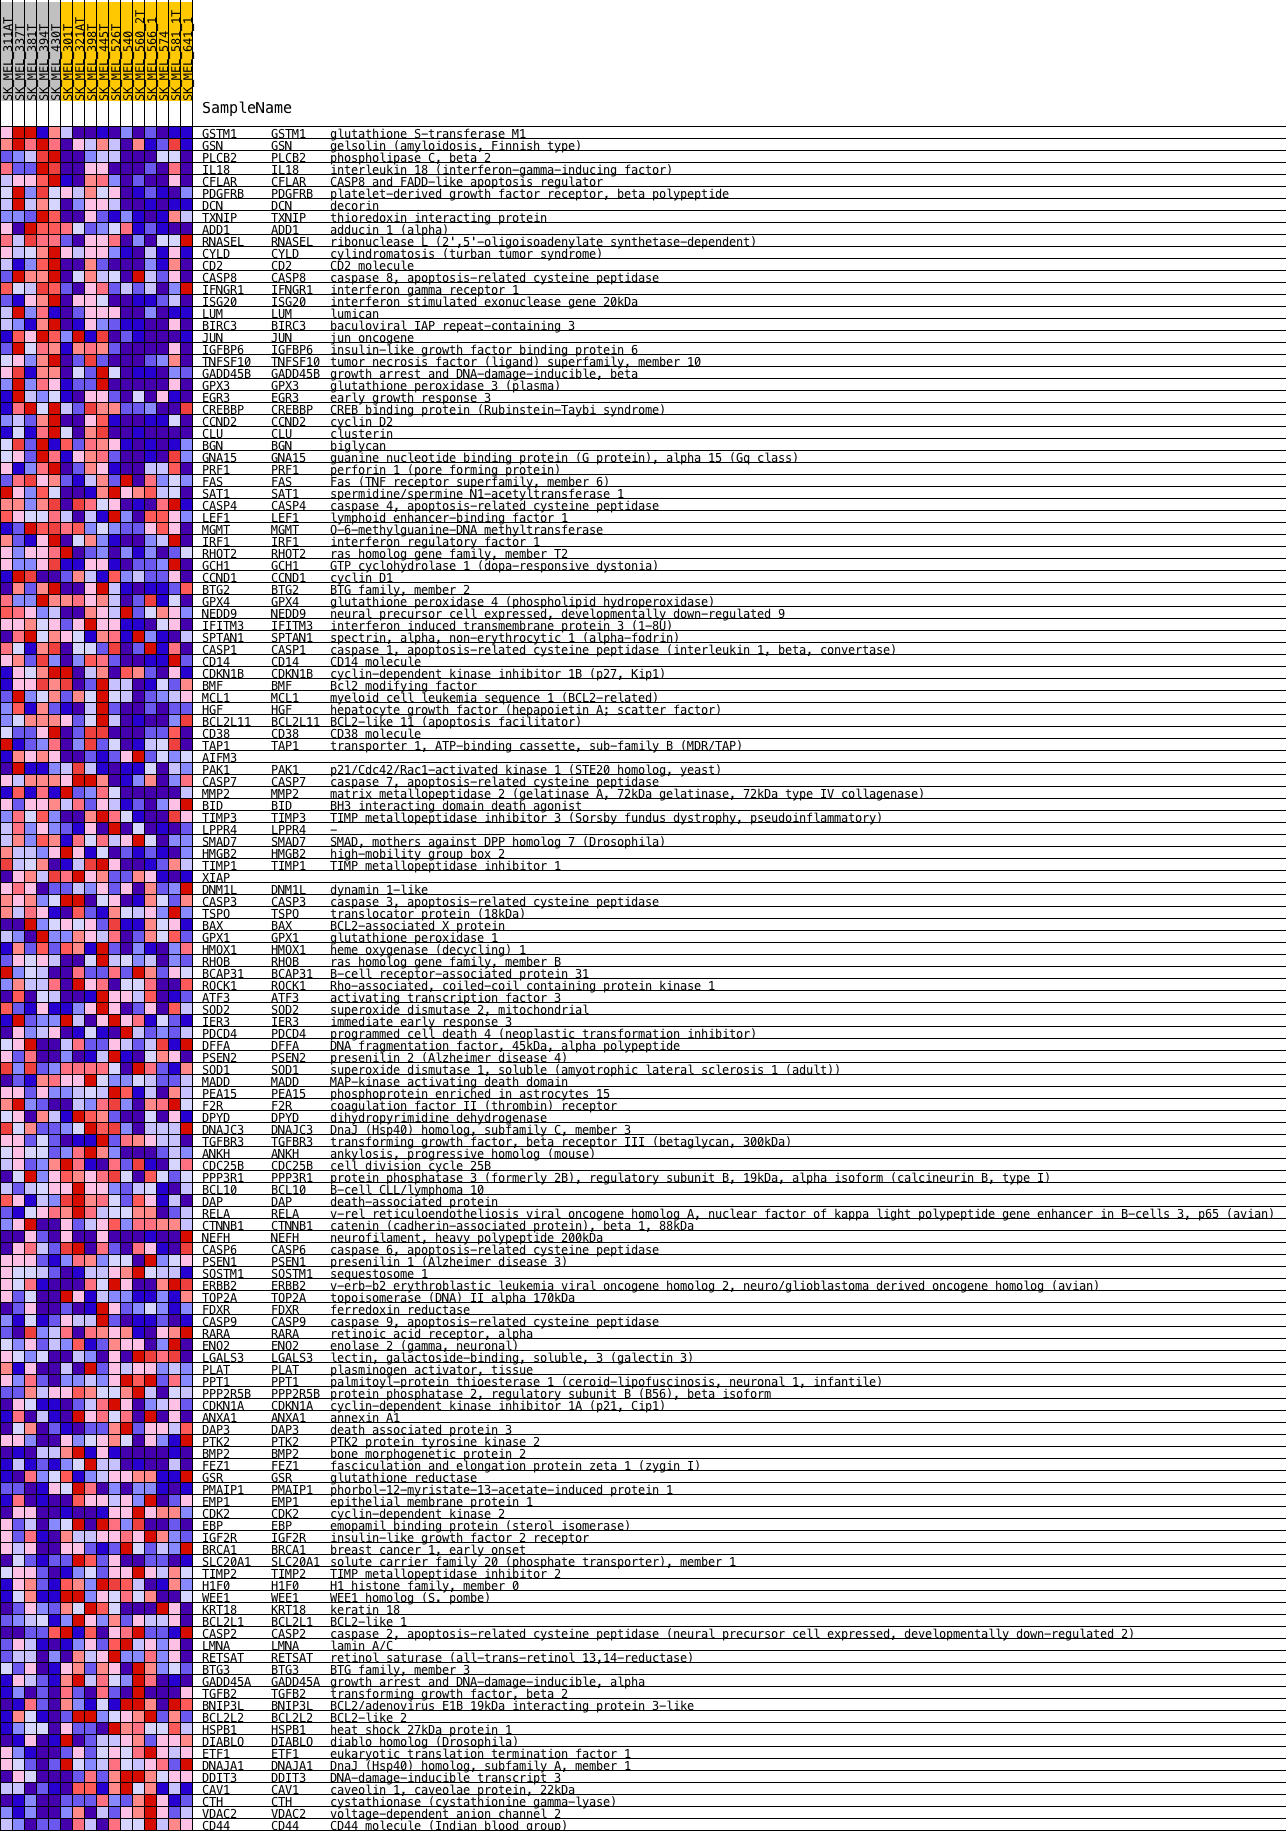 SK_MEL_311AT
SK_MEL_337T
SK_MEL_381T
SK_MEL_394T
SK_MEL_430T
SK_MEL_301T
SK_MEL_321AT
SK_MEL_398T
SK_MEL_445T
SK_MEL_526T
SK_MEL_540
SK_MEL_560_2T
SK_MEL_566_1
SK_MEL_574
SK_MEL_581_1T
SK_MEL_641_1
SampleName
GSTM1 GSTM1 glutathione S-transferase M1
GSN GSN gelsolin (amyloidosis, Finnish type)
PLCB2 PLCB2 phospholipase C, beta 2
IL18 IL18 interleukin 18 (interferon-gamma-inducing factor)
CFLAR CFLAR CASP8 and FADD-like apoptosis regulator
PDGFRB PDGFRB platelet-derived growth factor receptor, beta polypeptide
DCN DCN decorin
TXNIP TXNIP thioredoxin interacting protein
ADD1 ADD1 adducin 1 (alpha)
RNASEL RNASEL ribonuclease L (2',5'-oligoisoadenylate synthetase-dependent)
CYLD CYLD cylindromatosis (turban tumor syndrome)
CD2 CD2 CD2 molecule
CASP8 CASP8 caspase 8, apoptosis-related cysteine peptidase
IFNGR1 IFNGR1 interferon gamma receptor 1
ISG20 ISG20 interferon stimulated exonuclease gene 20kDa
LUM LUM lumican
BIRC3 BIRC3 baculoviral IAP repeat-containing 3
JUN JUN jun oncogene
IGFBP6 IGFBP6 insulin-like growth factor binding protein 6
TNFSF10 TNFSF10 tumor necrosis factor (ligand) superfamily, member 10
GADD45B GADD45B growth arrest and DNA-damage-inducible, beta
GPX3 GPX3 glutathione peroxidase 3 (plasma)
EGR3 EGR3 early growth response 3
CREBBP CREBBP CREB binding protein (Rubinstein-Taybi syndrome)
CCND2 CCND2 cyclin D2
CLU CLU clusterin
BGN BGN biglycan
GNA15 GNA15 guanine nucleotide binding protein (G protein), alpha 15 (Gq class)
PRF1 PRF1 perforin 1 (pore forming protein)
FAS FAS Fas (TNF receptor superfamily, member 6)
SAT1 SAT1 spermidine/spermine N1-acetyltransferase 1
CASP4 CASP4 caspase 4, apoptosis-related cysteine peptidase
LEF1 LEF1 lymphoid enhancer-binding factor 1
MGMT MGMT O-6-methylguanine-DNA methyltransferase
IRF1 IRF1 interferon regulatory factor 1
RHOT2 RHOT2 ras homolog gene family, member T2
GCH1 GCH1 GTP cyclohydrolase 1 (dopa-responsive dystonia)
CCND1 CCND1 cyclin D1
BTG2 BTG2 BTG family, member 2
GPX4 GPX4 glutathione peroxidase 4 (phospholipid hydroperoxidase)
NEDD9 NEDD9 neural precursor cell expressed, developmentally down-regulated 9
IFITM3 IFITM3 interferon induced transmembrane protein 3 (1-8U)
SPTAN1 SPTAN1 spectrin, alpha, non-erythrocytic 1 (alpha-fodrin)
CASP1 CASP1 caspase 1, apoptosis-related cysteine peptidase (interleukin 1, beta, convertase)
CD14 CD14 CD14 molecule
CDKN1B CDKN1B cyclin-dependent kinase inhibitor 1B (p27, Kip1)
BMF BMF Bcl2 modifying factor
MCL1 MCL1 myeloid cell leukemia sequence 1 (BCL2-related)
HGF HGF hepatocyte growth factor (hepapoietin A; scatter factor)
BCL2L11 BCL2L11 BCL2-like 11 (apoptosis facilitator)
CD38 CD38 CD38 molecule
TAP1 TAP1 transporter 1, ATP-binding cassette, sub-family B (MDR/TAP)
AIFM3
PAK1 PAK1 p21/Cdc42/Rac1-activated kinase 1 (STE20 homolog, yeast)
CASP7 CASP7 caspase 7, apoptosis-related cysteine peptidase
MMP2 MMP2 matrix metallopeptidase 2 (gelatinase A, 72kDa gelatinase, 72kDa type IV collagenase)
BID BID BH3 interacting domain death agonist
TIMP3 TIMP3 TIMP metallopeptidase inhibitor 3 (Sorsby fundus dystrophy, pseudoinflammatory)
LPPR4 LPPR4 -
SMAD7 SMAD7 SMAD, mothers against DPP homolog 7 (Drosophila)
HMGB2 HMGB2 high-mobility group box 2
TIMP1 TIMP1 TIMP metallopeptidase inhibitor 1
XIAP
DNM1L DNM1L dynamin 1-like
CASP3 CASP3 caspase 3, apoptosis-related cysteine peptidase
TSPO TSPO translocator protein (18kDa)
BAX BAX BCL2-associated X protein
GPX1 GPX1 glutathione peroxidase 1
HMOX1 HMOX1 heme oxygenase (decycling) 1
RHOB RHOB ras homolog gene family, member B
BCAP31 BCAP31 B-cell receptor-associated protein 31
ROCK1 ROCK1 Rho-associated, coiled-coil containing protein kinase 1
ATF3 ATF3 activating transcription factor 3
SOD2 SOD2 superoxide dismutase 2, mitochondrial
IER3 IER3 immediate early response 3
PDCD4 PDCD4 programmed cell death 4 (neoplastic transformation inhibitor)
DFFA DFFA DNA fragmentation factor, 45kDa, alpha polypeptide
PSEN2 PSEN2 presenilin 2 (Alzheimer disease 4)
SOD1 SOD1 superoxide dismutase 1, soluble (amyotrophic lateral sclerosis 1 (adult))
MADD MADD MAP-kinase activating death domain
PEA15 PEA15 phosphoprotein enriched in astrocytes 15
F2R F2R coagulation factor II (thrombin) receptor
DPYD DPYD dihydropyrimidine dehydrogenase
DNAJC3 DNAJC3 DnaJ (Hsp40) homolog, subfamily C, member 3
TGFBR3 TGFBR3 transforming growth factor, beta receptor III (betaglycan, 300kDa)
ANKH ANKH ankylosis, progressive homolog (mouse)
CDC25B CDC25B cell division cycle 25B
PPP3R1 PPP3R1 protein phosphatase 3 (formerly 2B), regulatory subunit B, 19kDa, alpha isoform (calcineurin B, type I)
BCL10 BCL10 B-cell CLL/lymphoma 10
DAP DAP death-associated protein
RELA RELA v-rel reticuloendotheliosis viral oncogene homolog A, nuclear factor of kappa light polypeptide gene enhancer in B-cells 3, p65 (avian)
CTNNB1 CTNNB1 catenin (cadherin-associated protein), beta 1, 88kDa
NEFH NEFH neurofilament, heavy polypeptide 200kDa
CASP6 CASP6 caspase 6, apoptosis-related cysteine peptidase
PSEN1 PSEN1 presenilin 1 (Alzheimer disease 3)
SQSTM1 SQSTM1 sequestosome 1
ERBB2 ERBB2 v-erb-b2 erythroblastic leukemia viral oncogene homolog 2, neuro/glioblastoma derived oncogene homolog (avian)
TOP2A TOP2A topoisomerase (DNA) II alpha 170kDa
FDXR FDXR ferredoxin reductase
CASP9 CASP9 caspase 9, apoptosis-related cysteine peptidase
RARA RARA retinoic acid receptor, alpha
ENO2 ENO2 enolase 2 (gamma, neuronal)
LGALS3 LGALS3 lectin, galactoside-binding, soluble, 3 (galectin 3)
PLAT PLAT plasminogen activator, tissue
PPT1 PPT1 palmitoyl-protein thioesterase 1 (ceroid-lipofuscinosis, neuronal 1, infantile)
PPP2R5B PPP2R5B protein phosphatase 2, regulatory subunit B (B56), beta isoform
CDKN1A CDKN1A cyclin-dependent kinase inhibitor 1A (p21, Cip1)
ANXA1 ANXA1 annexin A1
DAP3 DAP3 death associated protein 3
PTK2 PTK2 PTK2 protein tyrosine kinase 2
BMP2 BMP2 bone morphogenetic protein 2
FEZ1 FEZ1 fasciculation and elongation protein zeta 1 (zygin I)
GSR GSR glutathione reductase
PMAIP1 PMAIP1 phorbol-12-myristate-13-acetate-induced protein 1
EMP1 EMP1 epithelial membrane protein 1
CDK2 CDK2 cyclin-dependent kinase 2
EBP EBP emopamil binding protein (sterol isomerase)
IGF2R IGF2R insulin-like growth factor 2 receptor
BRCA1 BRCA1 breast cancer 1, early onset
SLC20A1 SLC20A1 solute carrier family 20 (phosphate transporter), member 1
TIMP2 TIMP2 TIMP metallopeptidase inhibitor 2
H1F0 H1F0 H1 histone family, member 0
WEE1 WEE1 WEE1 homolog (S. pombe)
KRT18 KRT18 keratin 18
BCL2L1 BCL2L1 BCL2-like 1
CASP2 CASP2 caspase 2, apoptosis-related cysteine peptidase (neural precursor cell expressed, developmentally down-regulated 2)
LMNA LMNA lamin A/C
RETSAT RETSAT retinol saturase (all-trans-retinol 13,14-reductase)
BTG3 BTG3 BTG family, member 3
GADD45A GADD45A growth arrest and DNA-damage-inducible, alpha
TGFB2 TGFB2 transforming growth factor, beta 2
BNIP3L BNIP3L BCL2/adenovirus E1B 19kDa interacting protein 3-like
BCL2L2 BCL2L2 BCL2-like 2
HSPB1 HSPB1 heat shock 27kDa protein 1
DIABLO DIABLO diablo homolog (Drosophila)
ETF1 ETF1 eukaryotic translation termination factor 1
DNAJA1 DNAJA1 DnaJ (Hsp40) homolog, subfamily A, member 1
DDIT3 DDIT3 DNA-damage-inducible transcript 3
CAV1 CAV1 caveolin 1, caveolae protein, 22kDa
CTH CTH cystathionase (cystathionine gamma-lyase)
VDAC2 VDAC2 voltage-dependent anion channel 2
CD44 CD44 CD44 molecule (Indian blood group)